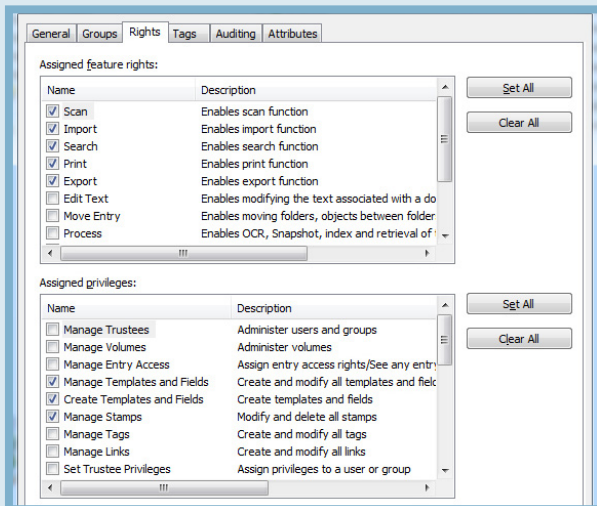 General Groups Rights Tags Auditing Attributes
Assigned feature rights:
Name Description
Scan Enables scan function
Import Enables import function
Search Enables search function
Print Enables print function
Export Enables export function
Edit Text Enables modifying the text associated with a do
Move Entry Enables moving folders, objects between folder
Process Enables OCR, Snapshot, index and retrieval of
Set All
Clear All
Assigned privileges:
Name Description
Manage Trustees Administer users and groups
Manage Volumes Administer volumes
Manage Entry Access Assign entry access rights/See any entry
Manage Templates and Fields Create and modify all templates and field
Create Templates and Fields Create templates and fields
Manage Stamps Modify and delete all stamps
Manage Tags Create and modify all tags
Manage Links Create and modify all links
Set Trustee Privileges Assign privileges to a user or group
Set All
Clear All